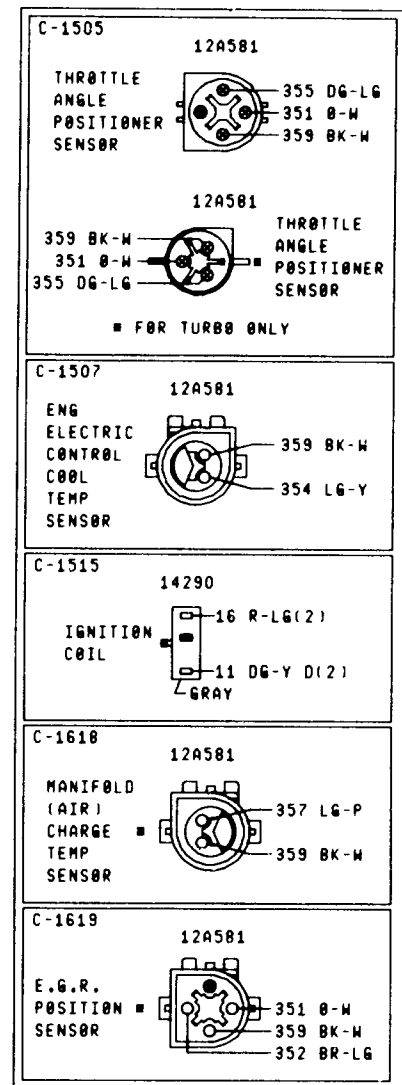 C-1505
12A581
THROTTLE
ANGLE
POSITIONER
SENSOR
355 DG-LG
351 O-W
359 BK-W
12A581
359 BK-W
351 O-W
355 DG-LG
THROTTLE
ANGLE
■ POSITIONER
SENSOR
■ FOR TURBO ONLY
C-1507
12A581
ENG
ELECTRIC
CONTROL
COOL
TEMP
SENSOR
359 BK-W
354 LG-Y
C-1515
14290
IGNITION
COIL
16 R-LG(2)
11 DG-Y D(2)
GRAY
C-1618
12A581
MANIFOLD
(AIR)
CHARGE ■
TEMP
SENSOR
357 LG-P
359 BK-W
C-1619
12A581
E.G.R.
POSITION ■
SENSOR
351 O-W
359 BK-W
352 BR-LG